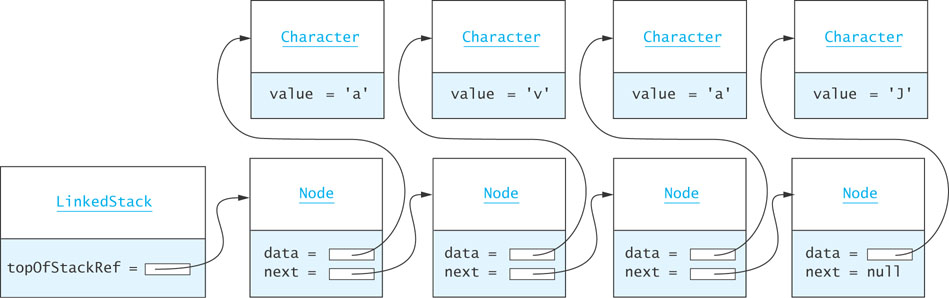 Character
value = 'a'
Character
value = 'v'
Character
value = 'a'
Character
value = 'J'
LinkedStack
topOfStackRef =
Node
data =
next =
Node
data =
next =
Node
data =
next =
Node
data =
next = null